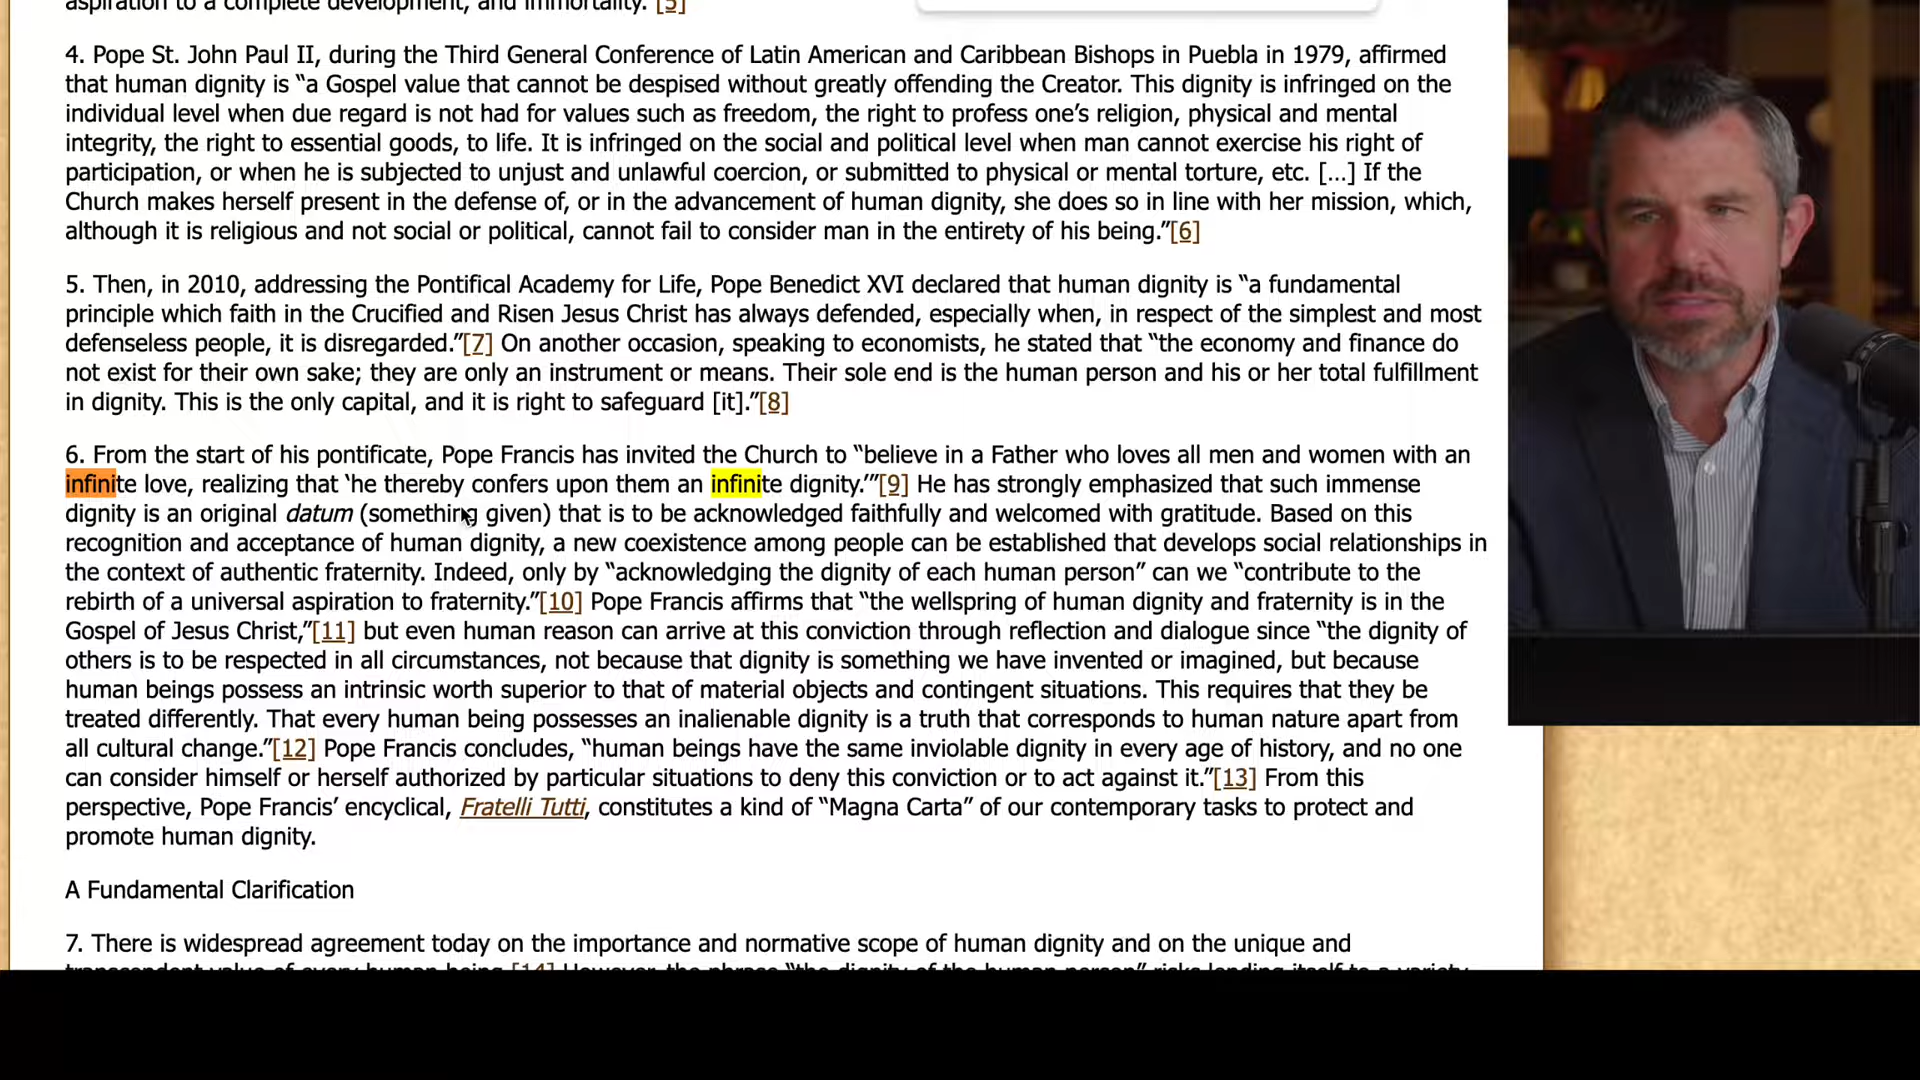 aspiration to a complete development, and immortality. [5]
4. Pope St. John Paul II, during the Third General Conference of Latin American and Caribbean Bishops in Puebla in 1979, affirmed
that human dignity is “a Gospel value that cannot be despised without greatly offending the Creator. This dignity is infringed on the
individual level when due regard is not had for values such as freedom, the right to profess one’s religion, physical and mental
integrity, the right to essential goods, to life. It is infringed on the social and political level when man cannot exercise his right of
participation, or when he is subjected to unjust and unlawful coercion, or submitted to physical or mental torture, etc. […] If the
Church makes herself present in the defense of, or in the advancement of human dignity, she does so in line with her mission, which,
although it is religious and not social or political, cannot fail to consider man in the entirety of his being.”[6]
5. Then, in 2010, addressing the Pontifical Academy for Life, Pope Benedict XVI declared that human dignity is “a fundamental
principle which faith in the Crucified and Risen Jesus Christ has always defended, especially when, in respect of the simplest and most
defenseless people, it is disregarded.”[7] On another occasion, speaking to economists, he stated that “the economy and finance do
not exist for their own sake; they are only an instrument or means. Their sole end is the human person and his or her total fulfillment
in dignity. This is the only capital, and it is right to safeguard [it].”[8]
6. From the start of his pontificate, Pope Francis has invited the Church to “believe in a Father who loves all men and women with an
infinite love, realizing that ‘he thereby confers upon them an infinite dignity.’”[9] He has strongly emphasized that such immense
dignity is an original datum (something given) that is to be acknowledged faithfully and welcomed with gratitude. Based on this
recognition and acceptance of human dignity, a new coexistence among people can be established that develops social relationships in
the context of authentic fraternity. Indeed, only by “acknowledging the dignity of each human person” can we “contribute to the
rebirth of a universal aspiration to fraternity.”[10] Pope Francis affirms that “the wellspring of human dignity and fraternity is in the
Gospel of Jesus Christ,”[11] but even human reason can arrive at this conviction through reflection and dialogue since “the dignity of
others is to be respected in all circumstances, not because that dignity is something we have invented or imagined, but because
human beings possess an intrinsic worth superior to that of material objects and contingent situations. This requires that they be
treated differently. That every human being possesses an inalienable dignity is a truth that corresponds to human nature apart from
all cultural change.”[12] Pope Francis concludes, “human beings have the same inviolable dignity in every age of history, and no one
can consider himself or herself authorized by particular situations to deny this conviction or to act against it.”[13] From this
perspective, Pope Francis’ encyclical, Fratelli Tutti, constitutes a kind of “Magna Carta” of our contemporary tasks to protect and
promote human dignity.
A Fundamental Clarification
7. There is widespread agreement today on the importance and normative scope of human dignity and on the unique and
transcendent value of every human being.[14] However, the phrase “the dignity of the human person” risks lending itself to a variety